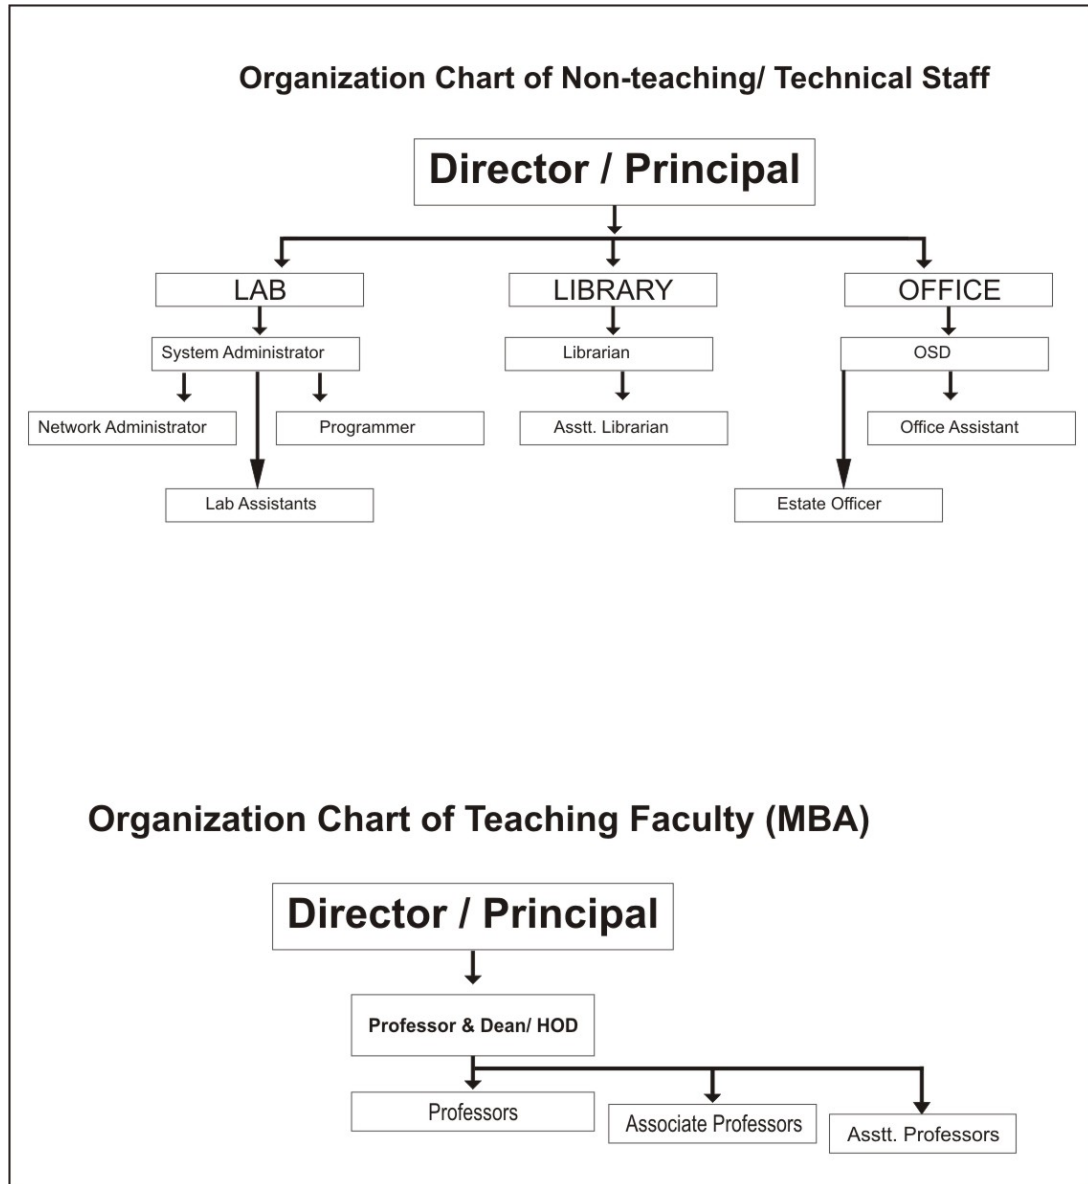 Organization Chart of Non-teaching/ Technical Staff
Director / Principal
LAB
LIBRARY
OFFICE
System Administrator
Librarian
OSD
Network Administrator
Programmer
Asstt. Librarian
Office Assistant
Lab Assistants
Estate Officer
Organization Chart of Teaching Faculty (MBA)
Director / Principal
Professor & Dean/ HOD
Professors
Associate Professors
Asstt. Professors